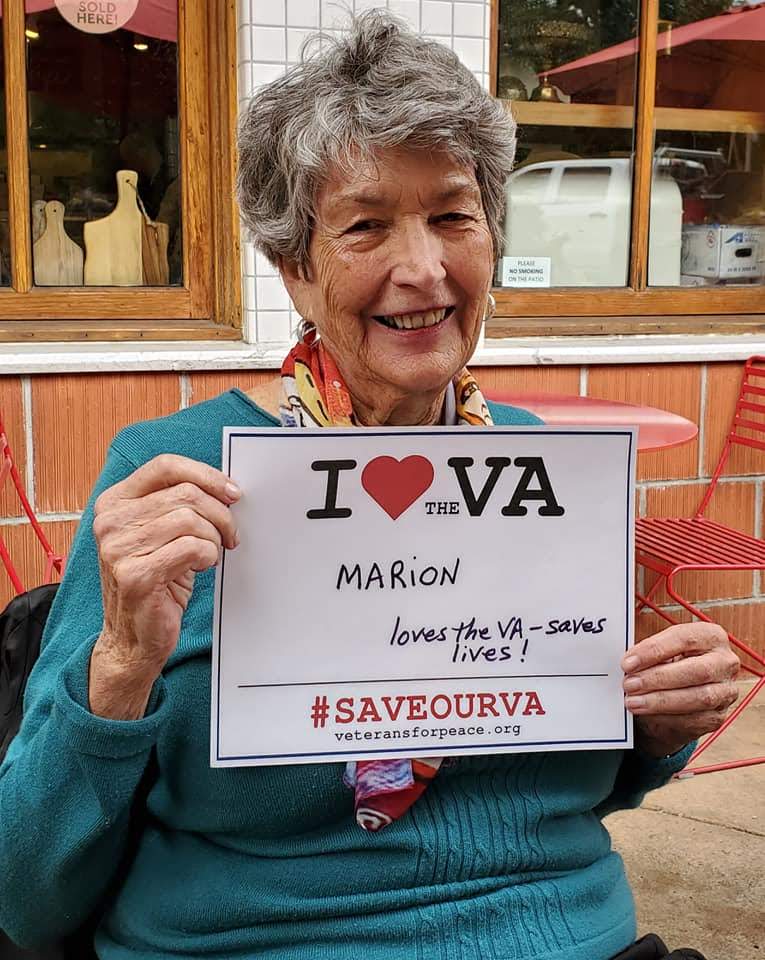 SOLD
HERE!
PLEASE
NO SMOKING
ON THE PATIO
I ❤ THE VA
MARION
loves the VA - saves
lives!
#SAVEOURVA
veteransforpeace.org